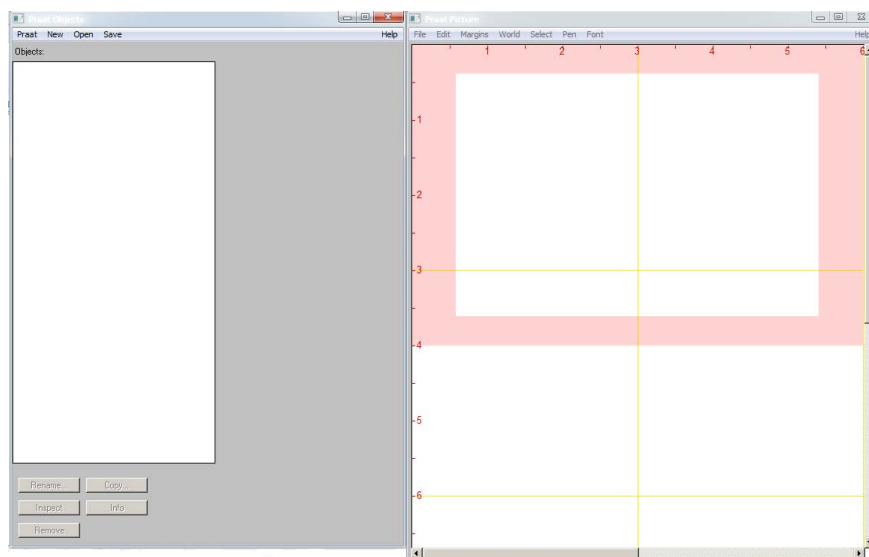 Praat Objects
Praat New Open Save Help
Objects:
Rename... Copy...
Inspect Info
Remove
Praat Picture
File Edit Margins World Select Pen Font Help
1 2 3 4 5 6
1
2
3
4
5
6